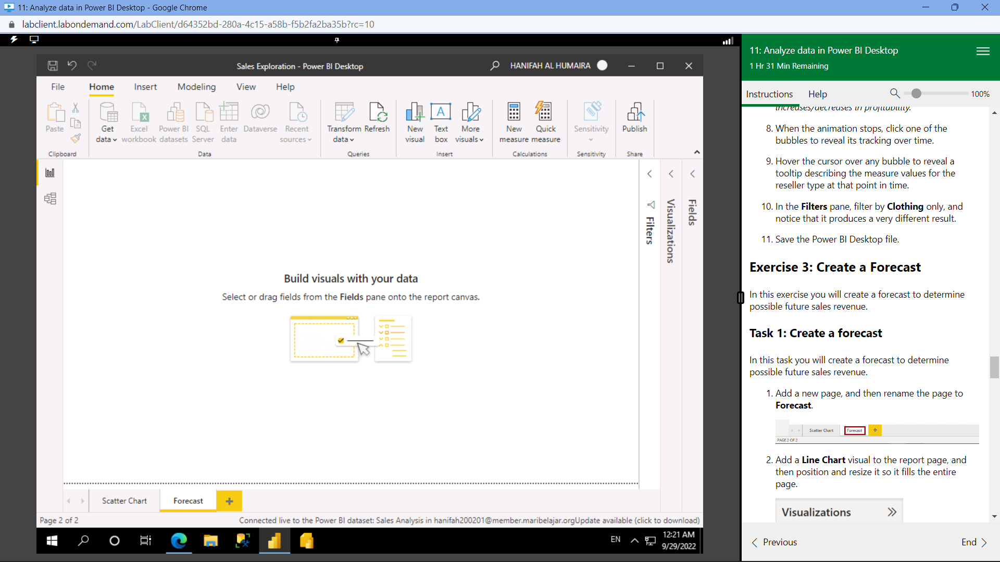 11: Analyze data in Power BI Desktop - Google Chrome
labclient.labondemand.com/LabClient/d64352bd-280a-4c15-a58b-f5b2fa2ba35b?rc=10
Sales Exploration - Power BI Desktop
HANIFAH AL HUMAIRA
File Home Insert Modeling View Help
Paste
Get data
Excel workbook
Power BI datasets
SQL Server
Enter data
Dataverse
Recent sources
Transform data
Refresh
New visual
Text box
More visuals
New measure
Quick measure
Sensitivity
Publish
Clipboard
Data
Queries
Insert
Calculations
Sensitivity
Share
Filters
Visualizations
Fields
Build visuals with your data
Select or drag fields from the Fields pane onto the report canvas.
Scatter Chart
Forecast
Page 2 of 2
Connected live to the Power BI dataset: Sales Analysis in hanifah200201@member.maribelajar.orgUpdate available (click to download)
EN
12:21 AM
9/29/2022
11: Analyze data in Power BI Desktop
1 Hr 31 Min Remaining
Instructions Help
100%
increases/decreases in profitability.
8. When the animation stops, click one of the
bubbles to reveal its tracking over time.
9. Hover the cursor over any bubble to reveal a
tooltip describing the measure values for the
reseller type at that point in time.
10. In the Filters pane, filter by Clothing only, and
notice that it produces a very different result.
11. Save the Power BI Desktop file.
Exercise 3: Create a Forecast
In this exercise you will create a forecast to determine
possible future sales revenue.
Task 1: Create a forecast
In this task you will create a forecast to determine
possible future sales revenue.
1. Add a new page, and then rename the page to
Forecast.
Scatter Chart Forecast
PAGE 2 OF 2
2. Add a Line Chart visual to the report page, and
then position and resize it so it fills the entire
page.
Visualizations
Previous
End